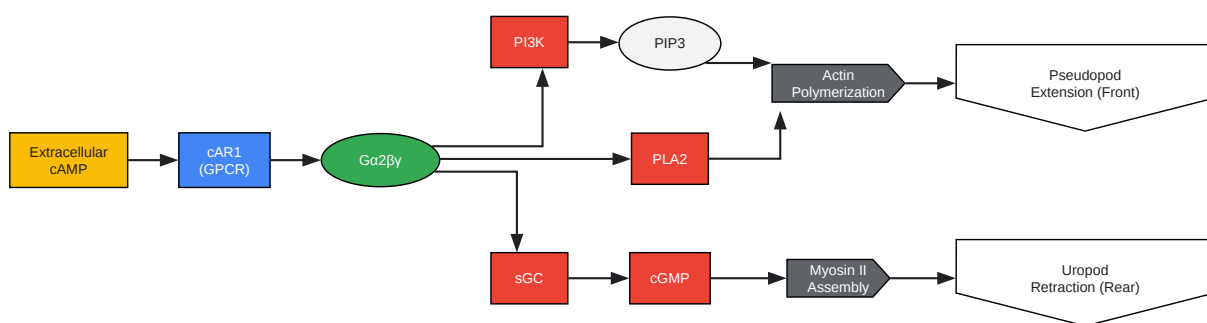 PI3K
PIP3
Actin
Polymerization
Pseudopod
Extension (Front)
Extracellular
cAMP
cAR1
(GPCR)
Gα2βγ
PLA2
sGC
cGMP
Myosin II
Assembly
Uropod
Retraction (Rear)